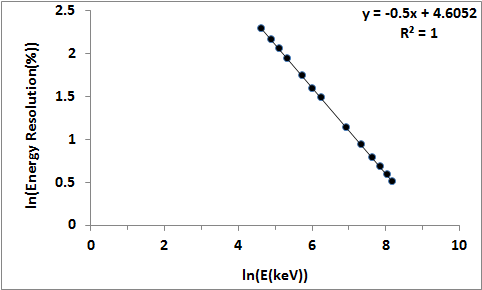 y = -0.5x + 4.6052
R² = 1
ln(Energy Resolution(%))
2.5
2
1.5
1
0.5
0
0 2 4 6 8 10
ln(E(keV))